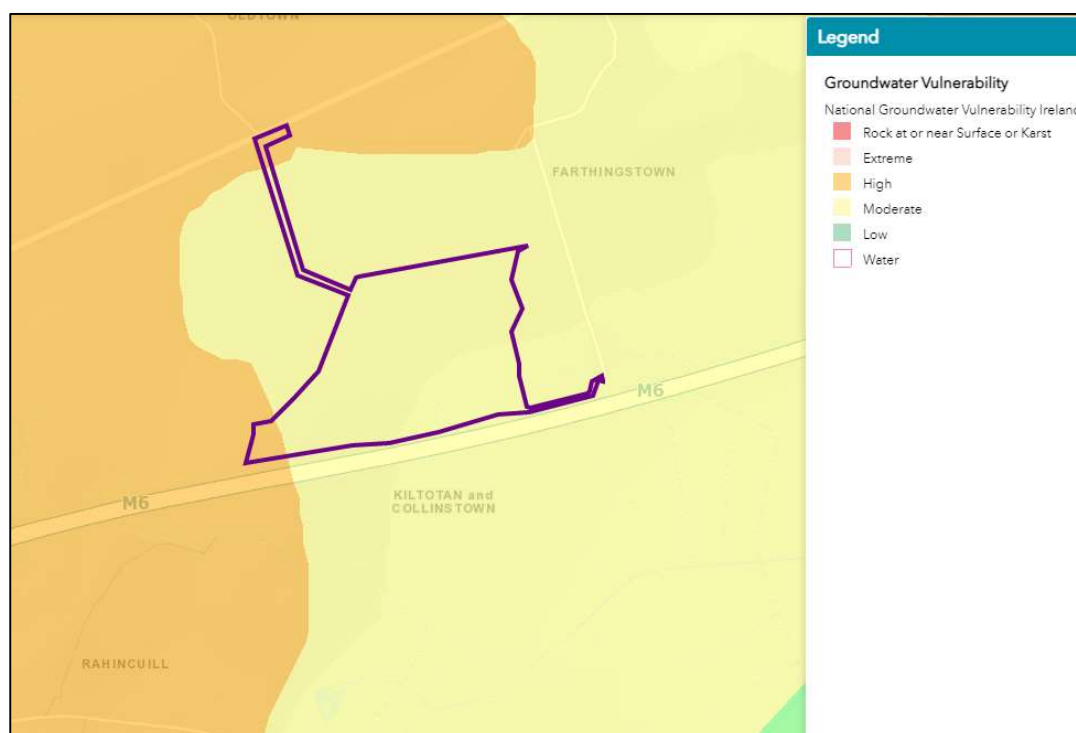 OLDTOWN
FARTHINGSTOWN
M6
KILTOTAN and
COLLINSTOWN
M6
RAHINCUILL
Legend
Groundwater Vulnerability
National Groundwater Vulnerability Ireland
Rock at or near Surface or Karst
Extreme
High
Moderate
Low
Water